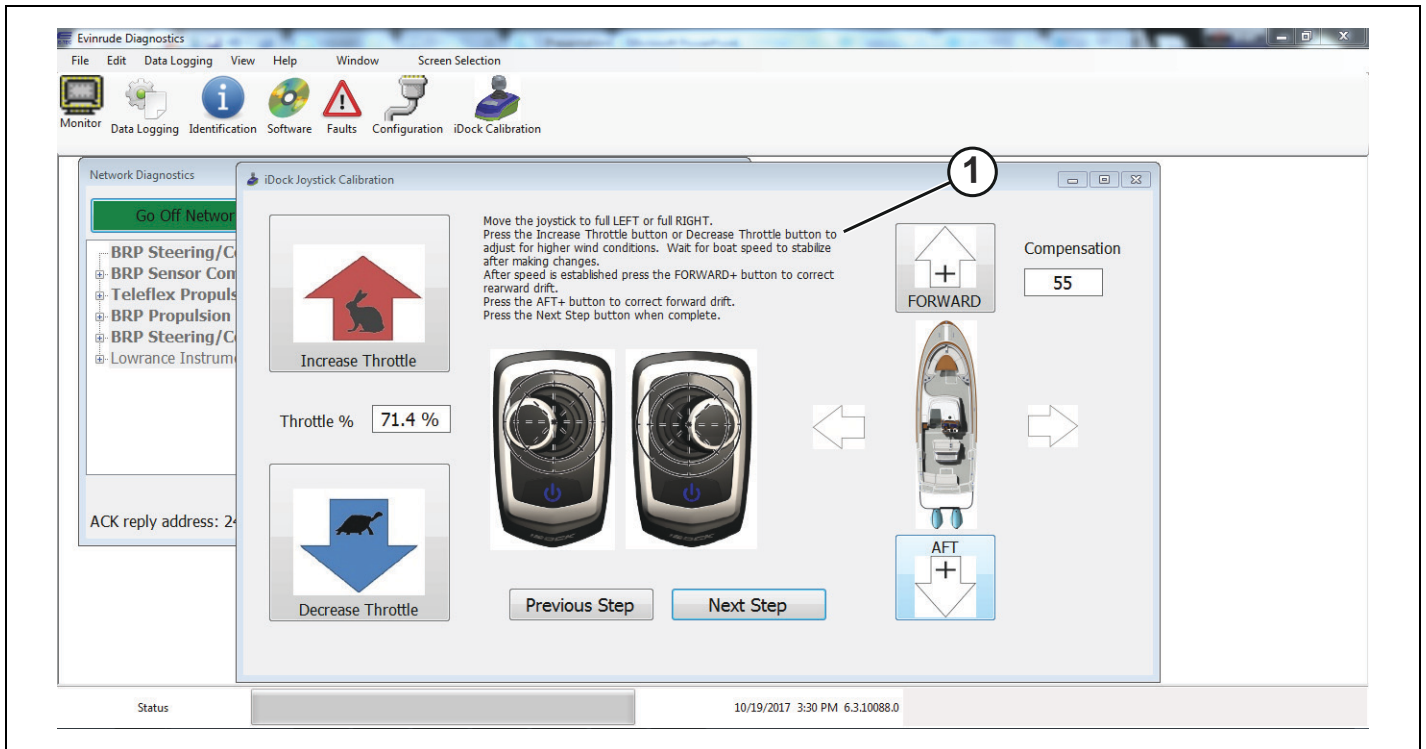 Evinrude Diagnostics
File Edit Data Logging View Help Window Screen Selection
Monitor Data Logging Identification Software Faults Configuration iDock Calibration
1
Network Diagnostics
iDock Joystick Calibration
Go Off Networ
BRP Steering/C
BRP Sensor Con
Teleflex Propuls
BRP Propulsion
BRP Steering/C
Lowrance Instrum
ACK reply address: 24
Move the joystick to full LEFT or full RIGHT.
Press the Increase Throttle button or Decrease Throttle button to
adjust for higher wind conditions. Wait for boat speed to stabilize
after making changes.
After speed is established press the FORWARD+ button to correct
rearward drift.
Press the AFT+ button to correct forward drift.
Press the Next Step button when complete.
Increase Throttle
Throttle % 71.4 %
Decrease Throttle
Previous Step Next Step
+
FORWARD
Compensation
55
AFT
+
Status
10/19/2017 3:30 PM 6.3.10088.0